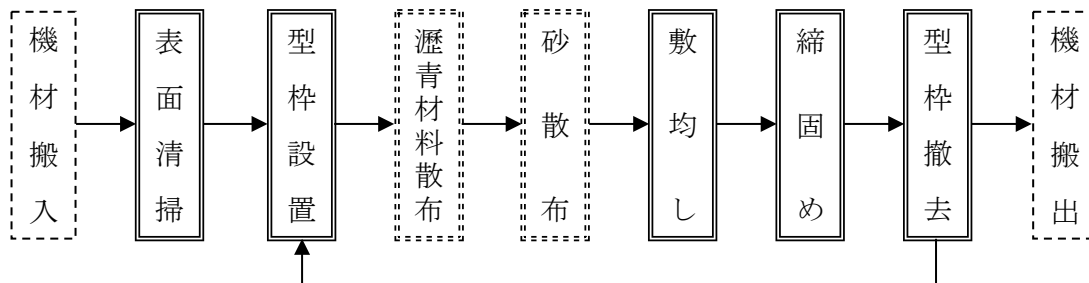 機材搬入
表面清掃
型枠設置
瀝青材料散布
砂散布
敷均し
締固め
型枠撤去
機材搬出